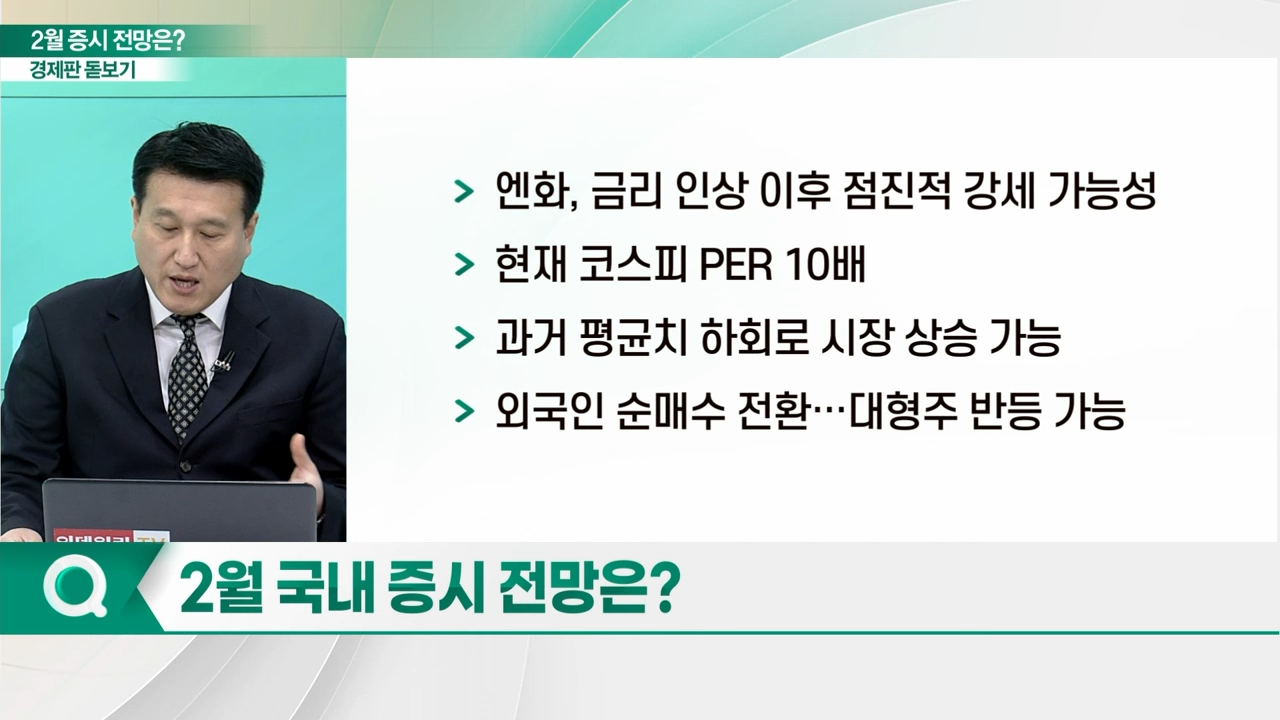 2월 증시 전망은?
경제판 돋보기
> 엔화, 금리 인상 이후 점진적 강세 가능성
> 현재 코스피 PER 10배
> 과거 평균치 하회로 시장 상승 가능
> 외국인 순매수 전환…대형주 반등 가능
2월 국내 증시 전망은?